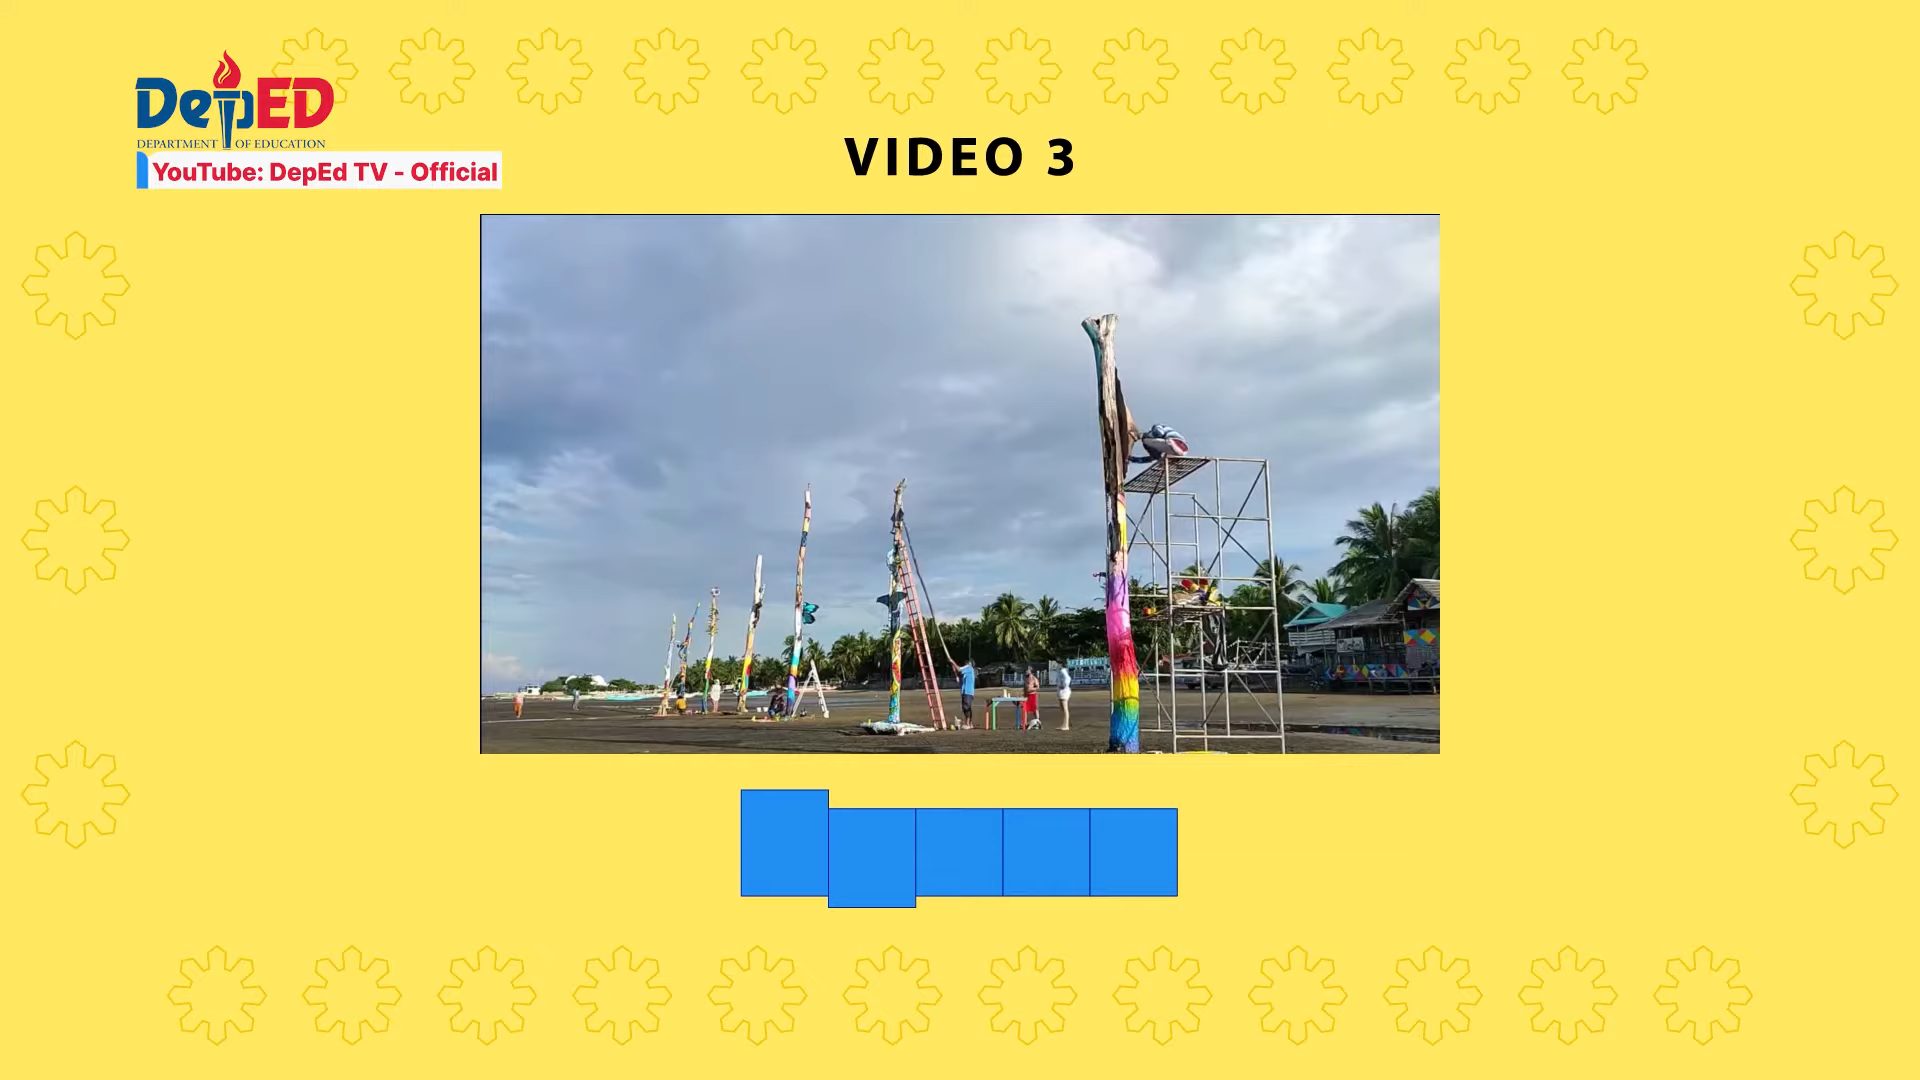 DepED
DEPARTMENT OF EDUCATION
YouTube: DepEd TV - Official
VIDEO 3